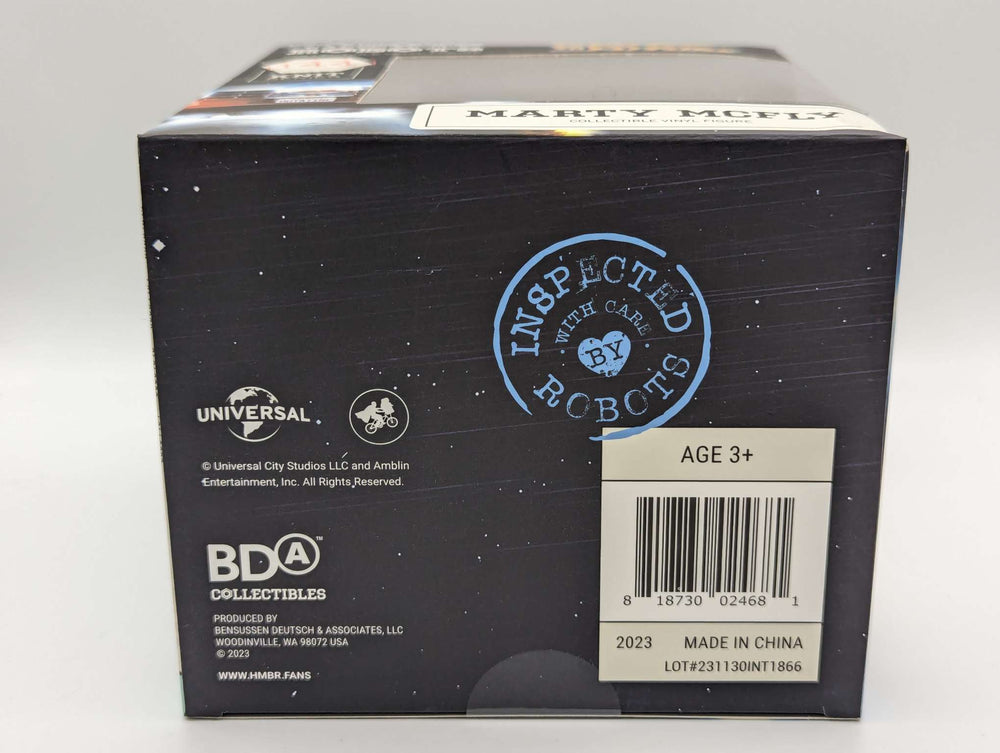 MARTY MCFLY
COLLECTIBLE VINYL FIGURE
INSPECTED
· WITH CARE ·
BY
ROBOTS
UNIVERSAL
© Universal City Studios LLC and Amblin
Entertainment, Inc. All Rights Reserved.
BDA™
COLLECTIBLES
PRODUCED BY
BENSUSSEN DEUTSCH & ASSOCIATES, LLC
WOODINVILLE, WA 98072 USA
© 2023
WWW.HMBR.FANS
AGE 3+
8 18730 02468 1
2023 MADE IN CHINA
LOT#231130INT1866